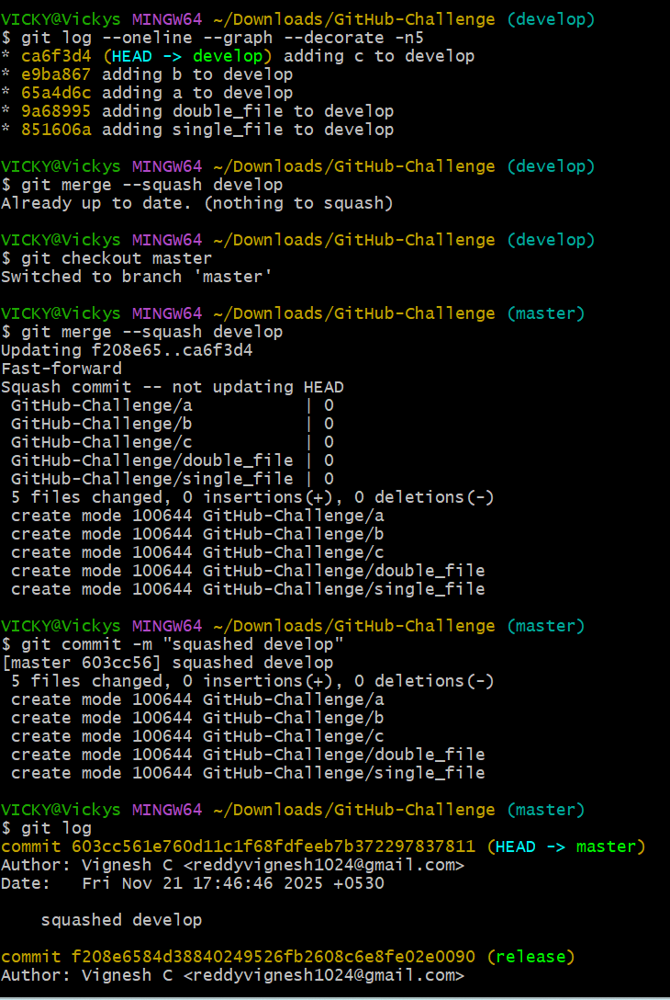 VICKY@Vickys MINGW64 ~/Downloads/GitHub-Challenge (develop)
$ git log --oneline --graph --decorate -n5
* ca6f3d4 (HEAD -> develop) adding c to develop
* e9ba867 adding b to develop
* 65a4d6c adding a to develop
* 9a68995 adding double_file to develop
* 851606a adding single_file to develop
VICKY@Vickys MINGW64 ~/Downloads/GitHub-Challenge (develop)
$ git merge --squash develop
Already up to date. (nothing to squash)
VICKY@Vickys MINGW64 ~/Downloads/GitHub-Challenge (develop)
$ git checkout master
Switched to branch 'master'
VICKY@Vickys MINGW64 ~/Downloads/GitHub-Challenge (master)
$ git merge --squash develop
Updating f208e65..ca6f3d4
Fast-forward
Squash commit -- not updating HEAD
 GitHub-Challenge/a           | 0
 GitHub-Challenge/b           | 0
 GitHub-Challenge/c           | 0
 GitHub-Challenge/double_file | 0
 GitHub-Challenge/single_file | 0
 5 files changed, 0 insertions(+), 0 deletions(-)
 create mode 100644 GitHub-Challenge/a
 create mode 100644 GitHub-Challenge/b
 create mode 100644 GitHub-Challenge/c
 create mode 100644 GitHub-Challenge/double_file
 create mode 100644 GitHub-Challenge/single_file
VICKY@Vickys MINGW64 ~/Downloads/GitHub-Challenge (master)
$ git commit -m "squashed develop"
[master 603cc56] squashed develop
 5 files changed, 0 insertions(+), 0 deletions(-)
 create mode 100644 GitHub-Challenge/a
 create mode 100644 GitHub-Challenge/b
 create mode 100644 GitHub-Challenge/c
 create mode 100644 GitHub-Challenge/double_file
 create mode 100644 GitHub-Challenge/single_file
VICKY@Vickys MINGW64 ~/Downloads/GitHub-Challenge (master)
$ git log
commit 603cc561e760d11c1f68fdfeeb7b372297837811 (HEAD -> master)
Author: Vignesh C <reddyvignesh1024@gmail.com>
Date:   Fri Nov 21 17:46:46 2025 +0530
    squashed develop
commit f208e6584d38840249526fb2608c6e8fe02e0090 (release)
Author: Vignesh C <reddyvignesh1024@gmail.com>